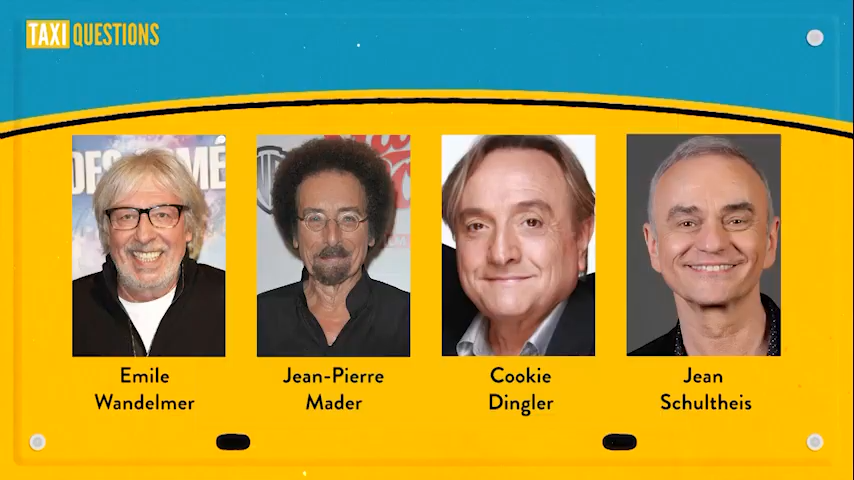 TAXI QUESTIONS
Emile
Wandelmer
Jean-Pierre
Mader
Cookie
Dingler
Jean
Schultheis